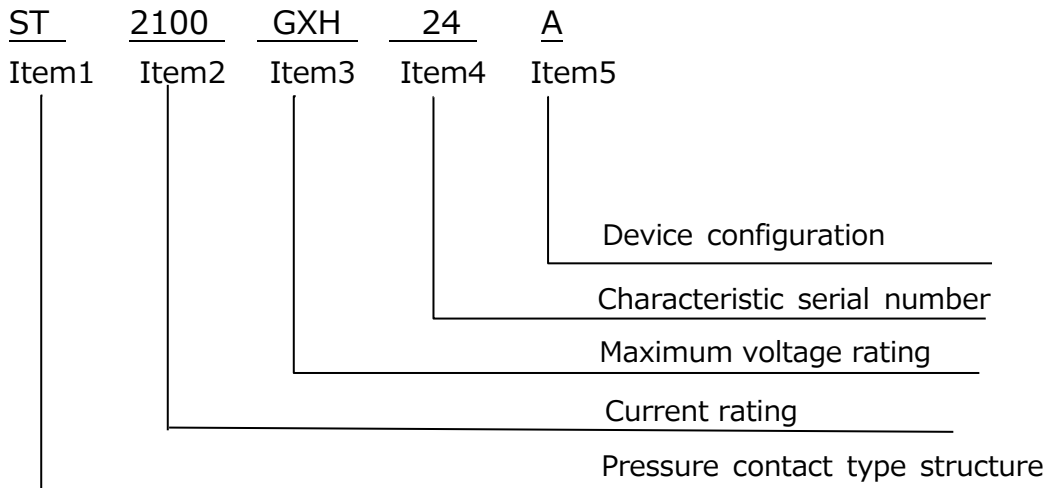 ST 2100 GXH 24 A
Item1 Item2 Item3 Item4 Item5
Device configuration
Characteristic serial number
Maximum voltage rating
Current rating
Pressure contact type structure